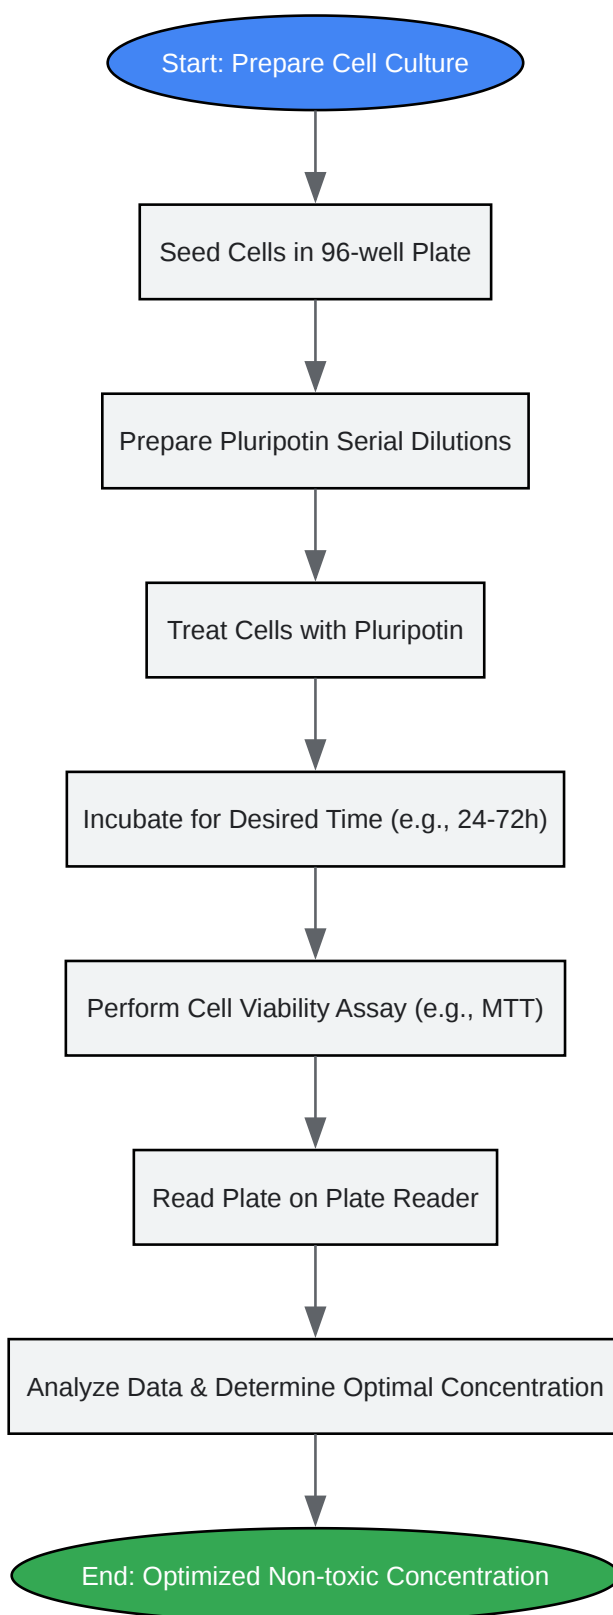 Start: Prepare Cell Culture
Seed Cells in 96-well Plate
Prepare Pluripotin Serial Dilutions
Treat Cells with Pluripotin
Incubate for Desired Time (e.g., 24-72h)
Perform Cell Viability Assay (e.g., MTT)
Read Plate on Plate Reader
Analyze Data & Determine Optimal Concentration
End: Optimized Non-toxic Concentration